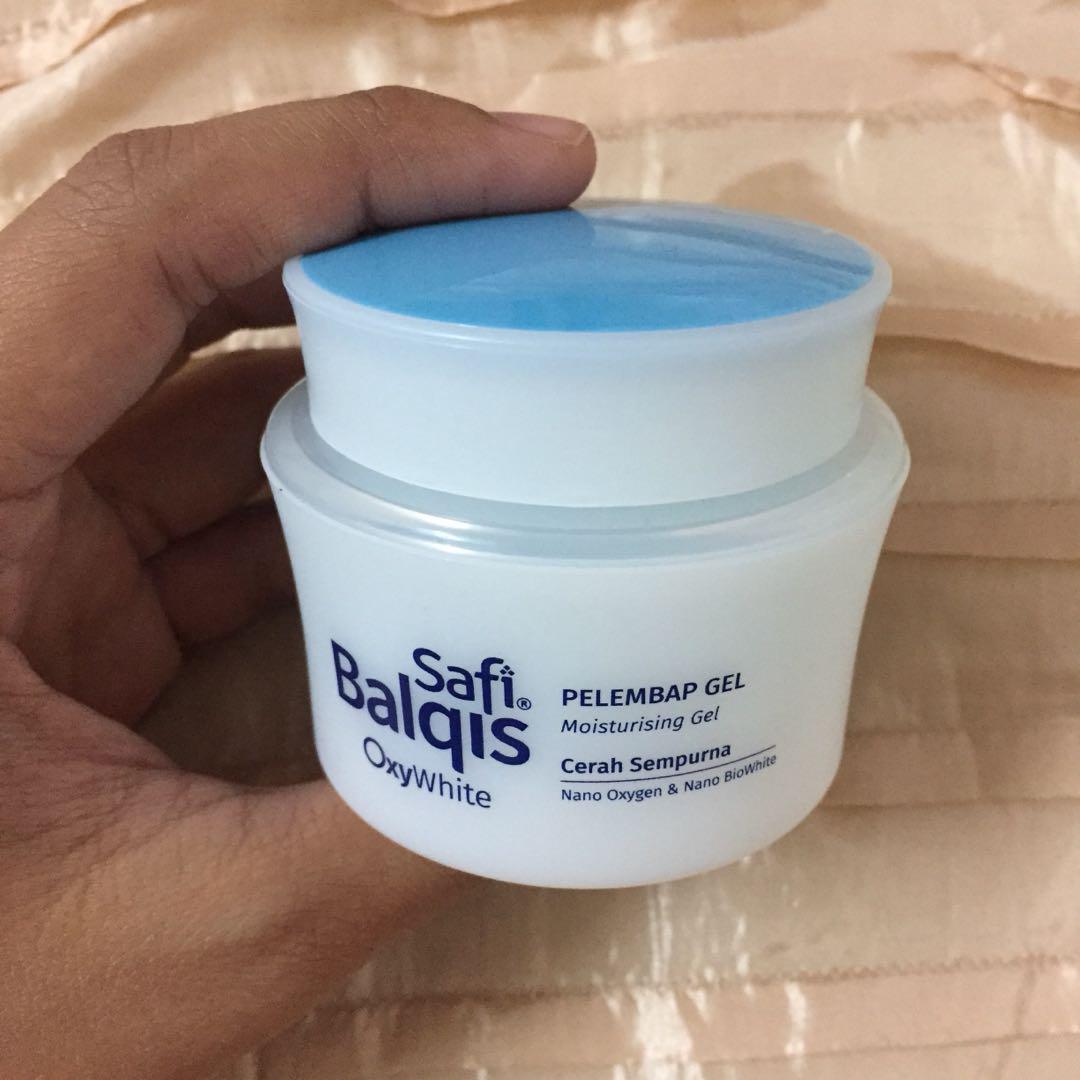 Safi®
Balqis
OxyWhite
PELEMBAP GEL
Moisturising Gel
Cerah Sempurna
Nano Oxygen & Nano BioWhite